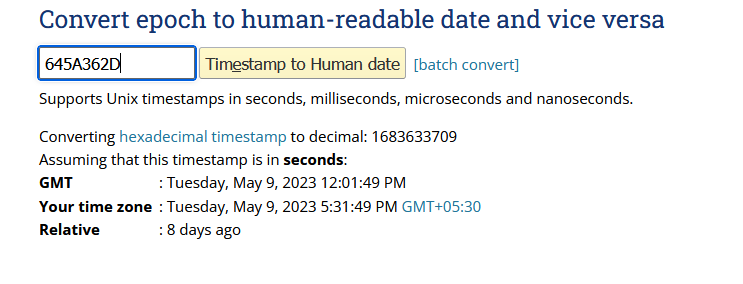 Convert epoch to human-readable date and vice versa
645A362D Timestamp to Human date [batch convert]
Supports Unix timestamps in seconds, milliseconds, microseconds and nanoseconds.
Converting hexadecimal timestamp to decimal: 1683633709
Assuming that this timestamp is in seconds:
GMT : Tuesday, May 9, 2023 12:01:49 PM
Your time zone : Tuesday, May 9, 2023 5:31:49 PM GMT+05:30
Relative : 8 days ago